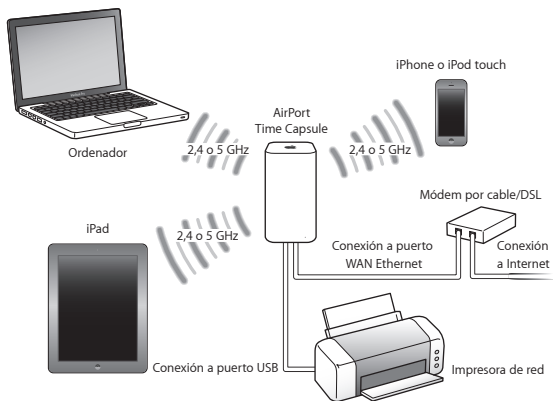 iPhone o iPod touch
AirPort
Time Capsule
Ordenador
2,4 o 5 GHz
2,4 o 5 GHz
Módem por cable/DSL
iPad
2,4 o 5 GHz
Conexión a puerto
WAN Ethernet
Conexión
a Internet
Conexión a puerto USB
Impresora de red